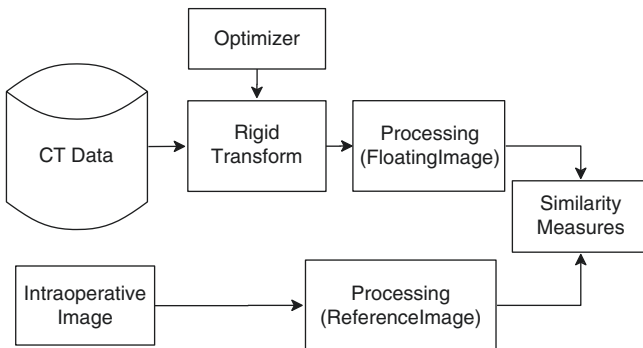 Optimizer
CT Data
Rigid
Transform
Processing
(FloatingImage)
Similarity
Measures
Intraoperative
Image
Processing
(ReferenceImage)